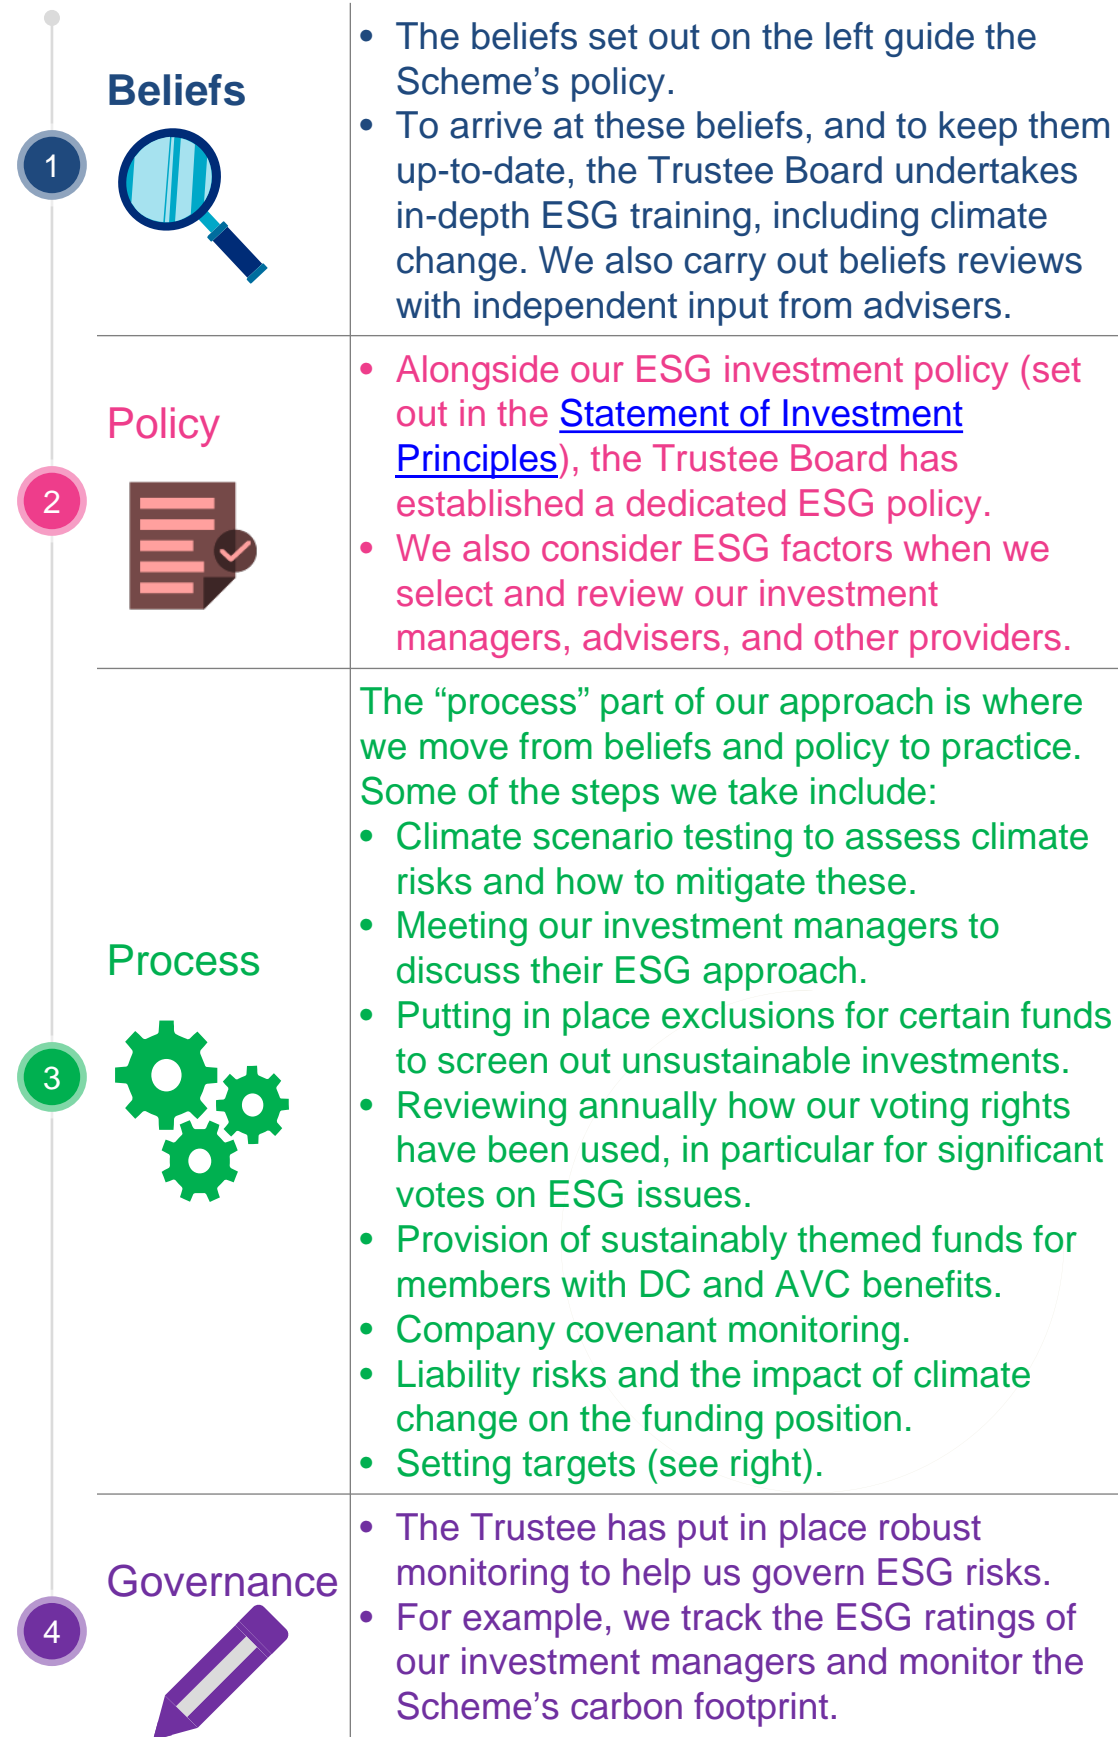 1
Beliefs
• The beliefs set out on the left guide the
Scheme’s policy.
• To arrive at these beliefs, and to keep them
up-to-date, the Trustee Board undertakes
in-depth ESG training, including climate
change. We also carry out beliefs reviews
with independent input from advisers.
2
Policy
• Alongside our ESG investment policy (set
out in the Statement of Investment
Principles), the Trustee Board has
established a dedicated ESG policy.
• We also consider ESG factors when we
select and review our investment
managers, advisers, and other providers.
3
Process
The “process” part of our approach is where
we move from beliefs and policy to practice.
Some of the steps we take include:
• Climate scenario testing to assess climate
risks and how to mitigate these.
• Meeting our investment managers to
discuss their ESG approach.
• Putting in place exclusions for certain funds
to screen out unsustainable investments.
• Reviewing annually how our voting rights
have been used, in particular for significant
votes on ESG issues.
• Provision of sustainably themed funds for
members with DC and AVC benefits.
• Company covenant monitoring.
• Liability risks and the impact of climate
change on the funding position.
• Setting targets (see right).
4
Governance
• The Trustee has put in place robust
monitoring to help us govern ESG risks.
• For example, we track the ESG ratings of
our investment managers and monitor the
Scheme’s carbon footprint.